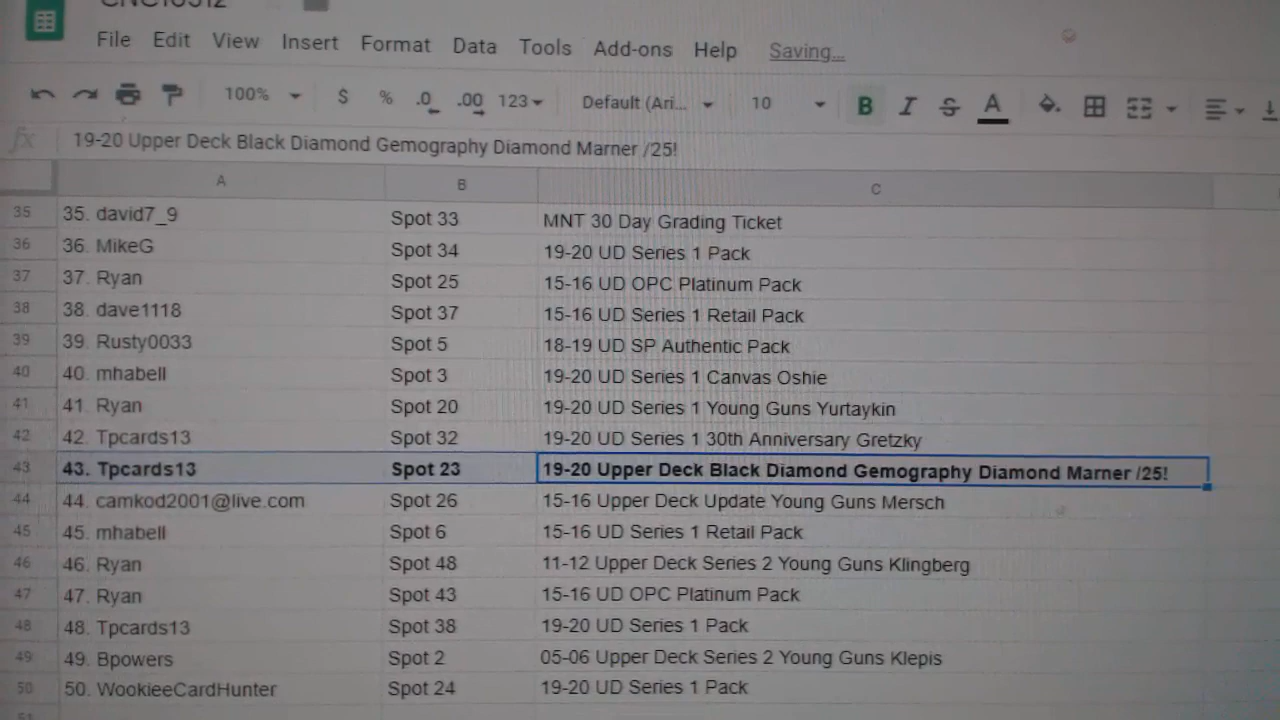 File Edit View Insert Format Data Tools Add-ons Help Saving...
100% $ % .0 .00 123 Default (Ari... 10 B I S A
fx 19-20 Upper Deck Black Diamond Gemography Diamond Marner /25!
A B C
35 35. david7_9 Spot 33 MNT 30 Day Grading Ticket
36 36. MikeG Spot 34 19-20 UD Series 1 Pack
37 37. Ryan Spot 25 15-16 UD OPC Platinum Pack
38 38. dave1118 Spot 37 15-16 UD Series 1 Retail Pack
39 39. Rusty0033 Spot 5 18-19 UD SP Authentic Pack
40 40. mhabell Spot 3 19-20 UD Series 1 Canvas Oshie
41 41. Ryan Spot 20 19-20 UD Series 1 Young Guns Yurtaykin
42 42. Tpcards13 Spot 32 19-20 UD Series 1 30th Anniversary Gretzky
43 43. Tpcards13 Spot 23 19-20 Upper Deck Black Diamond Gemography Diamond Marner /25!
44 44. camkod2001@live.com Spot 26 15-16 Upper Deck Update Young Guns Mersch
45 45. mhabell Spot 6 15-16 UD Series 1 Retail Pack
46 46. Ryan Spot 48 11-12 Upper Deck Series 2 Young Guns Klingberg
47 47. Ryan Spot 43 15-16 UD OPC Platinum Pack
48 48. Tpcards13 Spot 38 19-20 UD Series 1 Pack
49 49. Bpowers Spot 2 05-06 Upper Deck Series 2 Young Guns Klepis
50 50. WookieeCardHunter Spot 24 19-20 UD Series 1 Pack